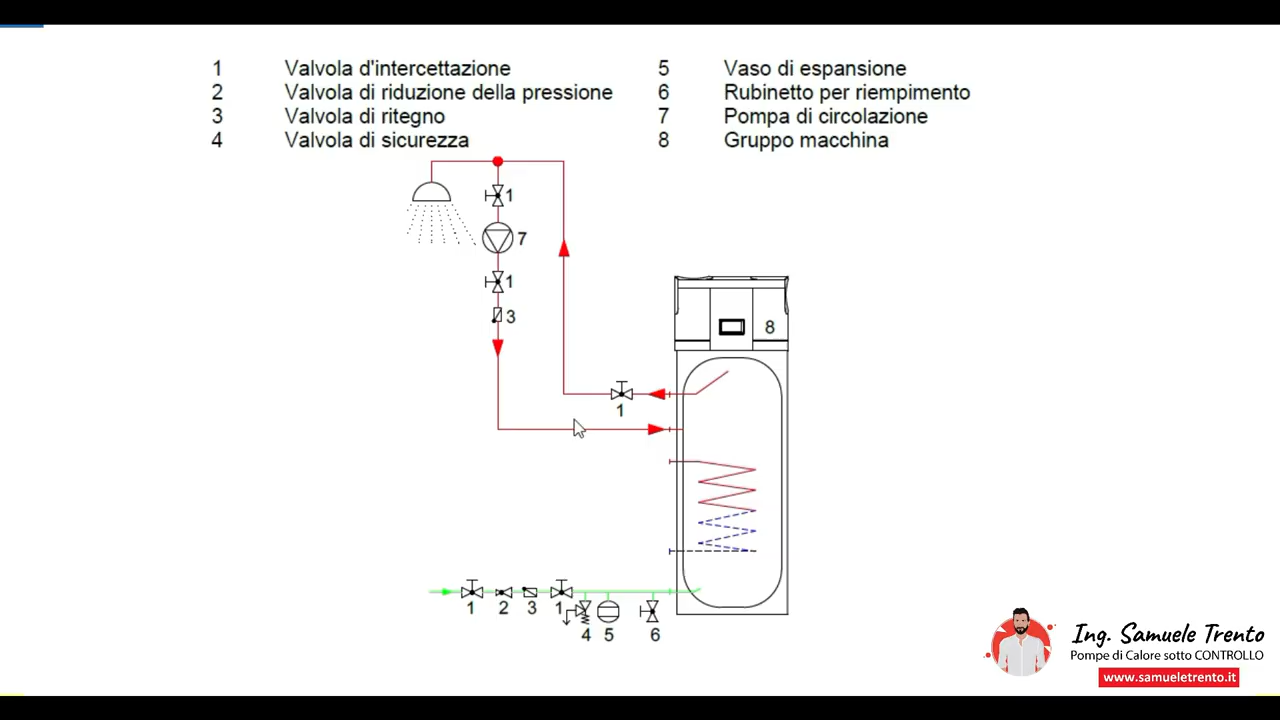 1 Valvola d'intercettazione
2 Valvola di riduzione della pressione
3 Valvola di ritegno
4 Valvola di sicurezza
5 Vaso di espansione
6 Rubinetto per riempimento
7 Pompa di circolazione
8 Gruppo macchina
1
7
1
3
8
1
1 2 3 1 4 5 6
Ing. Samuele Trento
Pompe di Calore sotto CONTROLLO
www.samueletrento.it